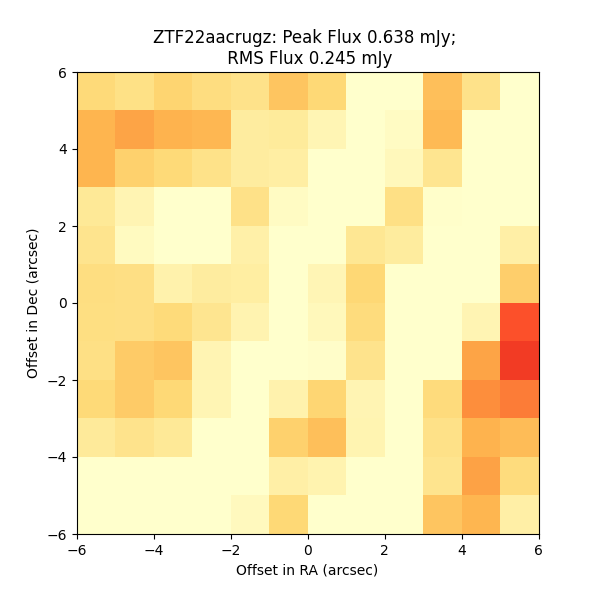 ZTF22aacrugz: Peak Flux 0.638 mJy;
RMS Flux 0.245 mJy
6
4
2
0
−2
−4
−6
Offset in Dec (arcsec)
−6 −4 −2 0 2 4 6
Offset in RA (arcsec)